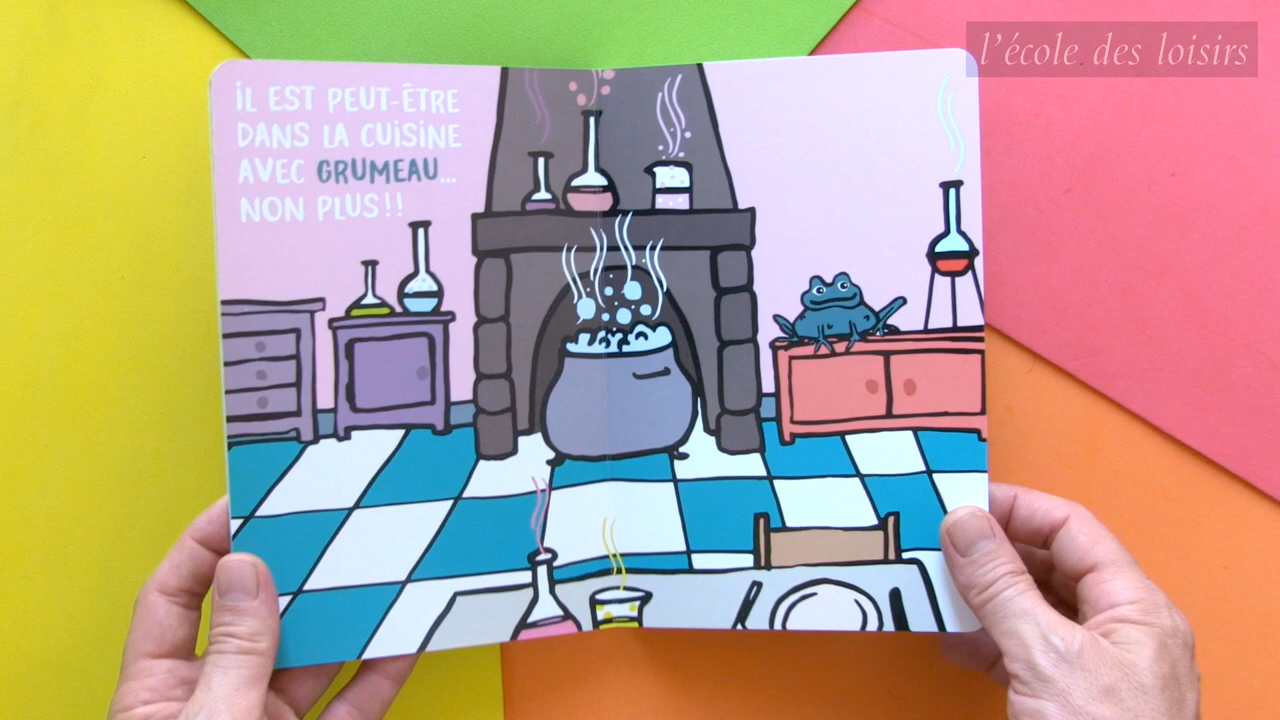 iL EST PEUT-ÊTRE
DANS LA CUiSiNE
AVEC GRUMEAU...
NON PLUS!!
l'école des loisirs